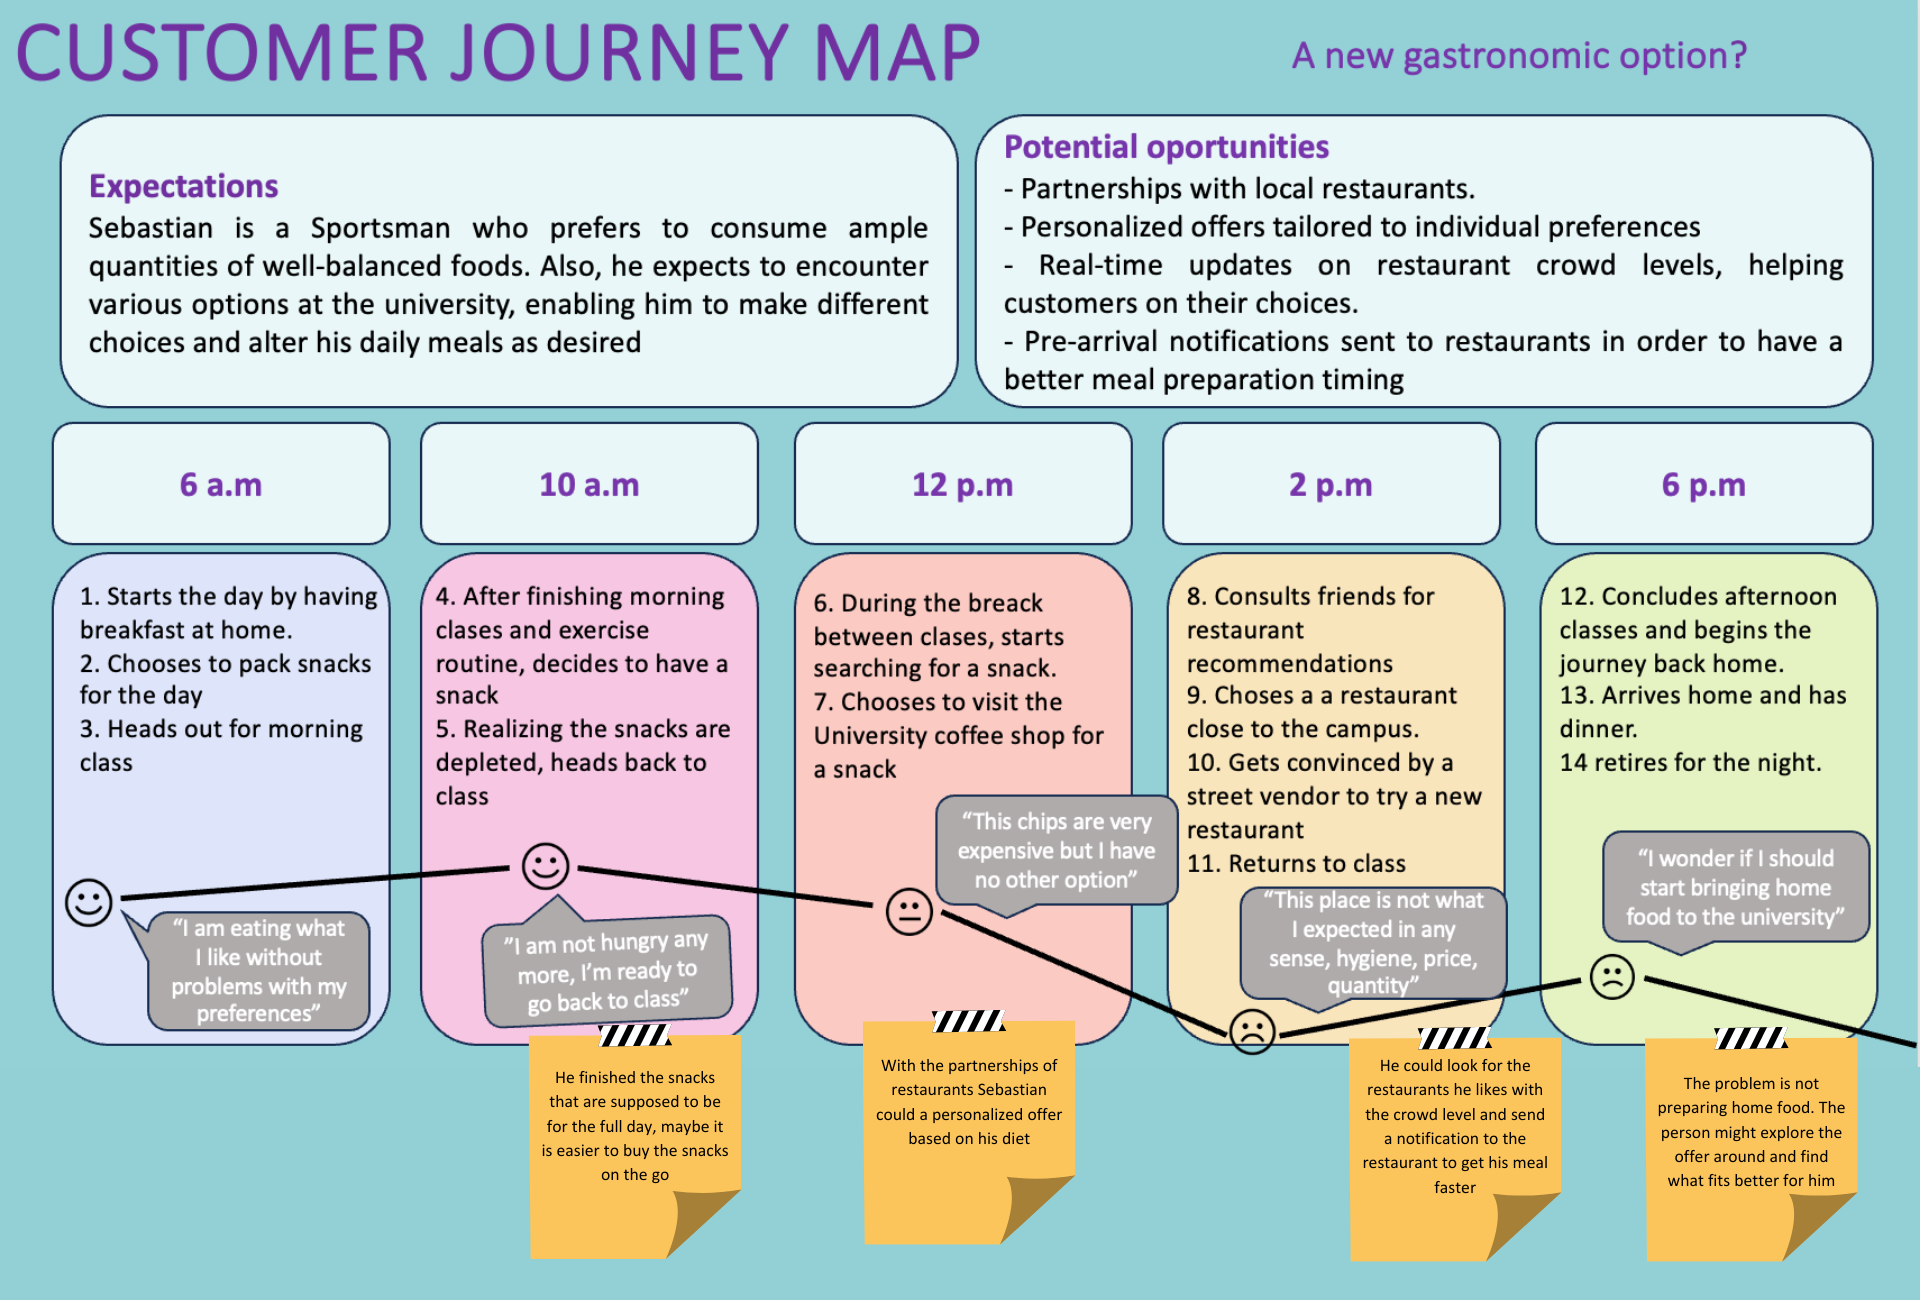 CUSTOMER JOURNEY MAP
A new gastronomic option?
Expectations
Sebastian is a Sportsman who prefers to consume ample
quantities of well-balanced foods. Also, he expects to encounter
various options at the university, enabling him to make different
choices and alter his daily meals as desired
Potential oportunities
- Partnerships with local restaurants.
- Personalized offers tailored to individual preferences
- Real-time updates on restaurant crowd levels, helping
customers on their choices.
- Pre-arrival notifications sent to restaurants in order to have a
better meal preparation timing
6 a.m
10 a.m
12 p.m
2 p.m
6 p.m
1. Starts the day by having
breakfast at home.
2. Chooses to pack snacks
for the day
3. Heads out for morning
class
“I am eating what
I like without
problems with my
preferences”
4. After finishing morning
clases and exercise
routine, decides to have a
snack
5. Realizing the snacks are
depleted, heads back to
class
”I am not hungry any
more, I’m ready to
go back to class”
6. During the breack
between clases, starts
searching for a snack.
7. Chooses to visit the
University coffee shop for
a snack
“This chips are very
expensive but I have
no other option”
8. Consults friends for
restaurant
recommendations
9. Choses a a restaurant
close to the campus.
10. Gets convinced by a
street vendor to try a new
restaurant
11. Returns to class
“This place is not what
I expected in any
sense, hygiene, price,
quantity”
12. Concludes afternoon
classes and begins the
journey back home.
13. Arrives home and has
dinner.
14 retires for the night.
“I wonder if I should
start bringing home
food to the university”
He finished the snacks
that are supposed to be
for the full day, maybe it
is easier to buy the snacks
on the go
With the partnerships of
restaurants Sebastian
could a personalized offer
based on his diet
He could look for the
restaurants he likes with
the crowd level and send
a notification to the
restaurant to get his meal
faster
The problem is not
preparing home food. The
person might explore the
offer around and find
what fits better for him